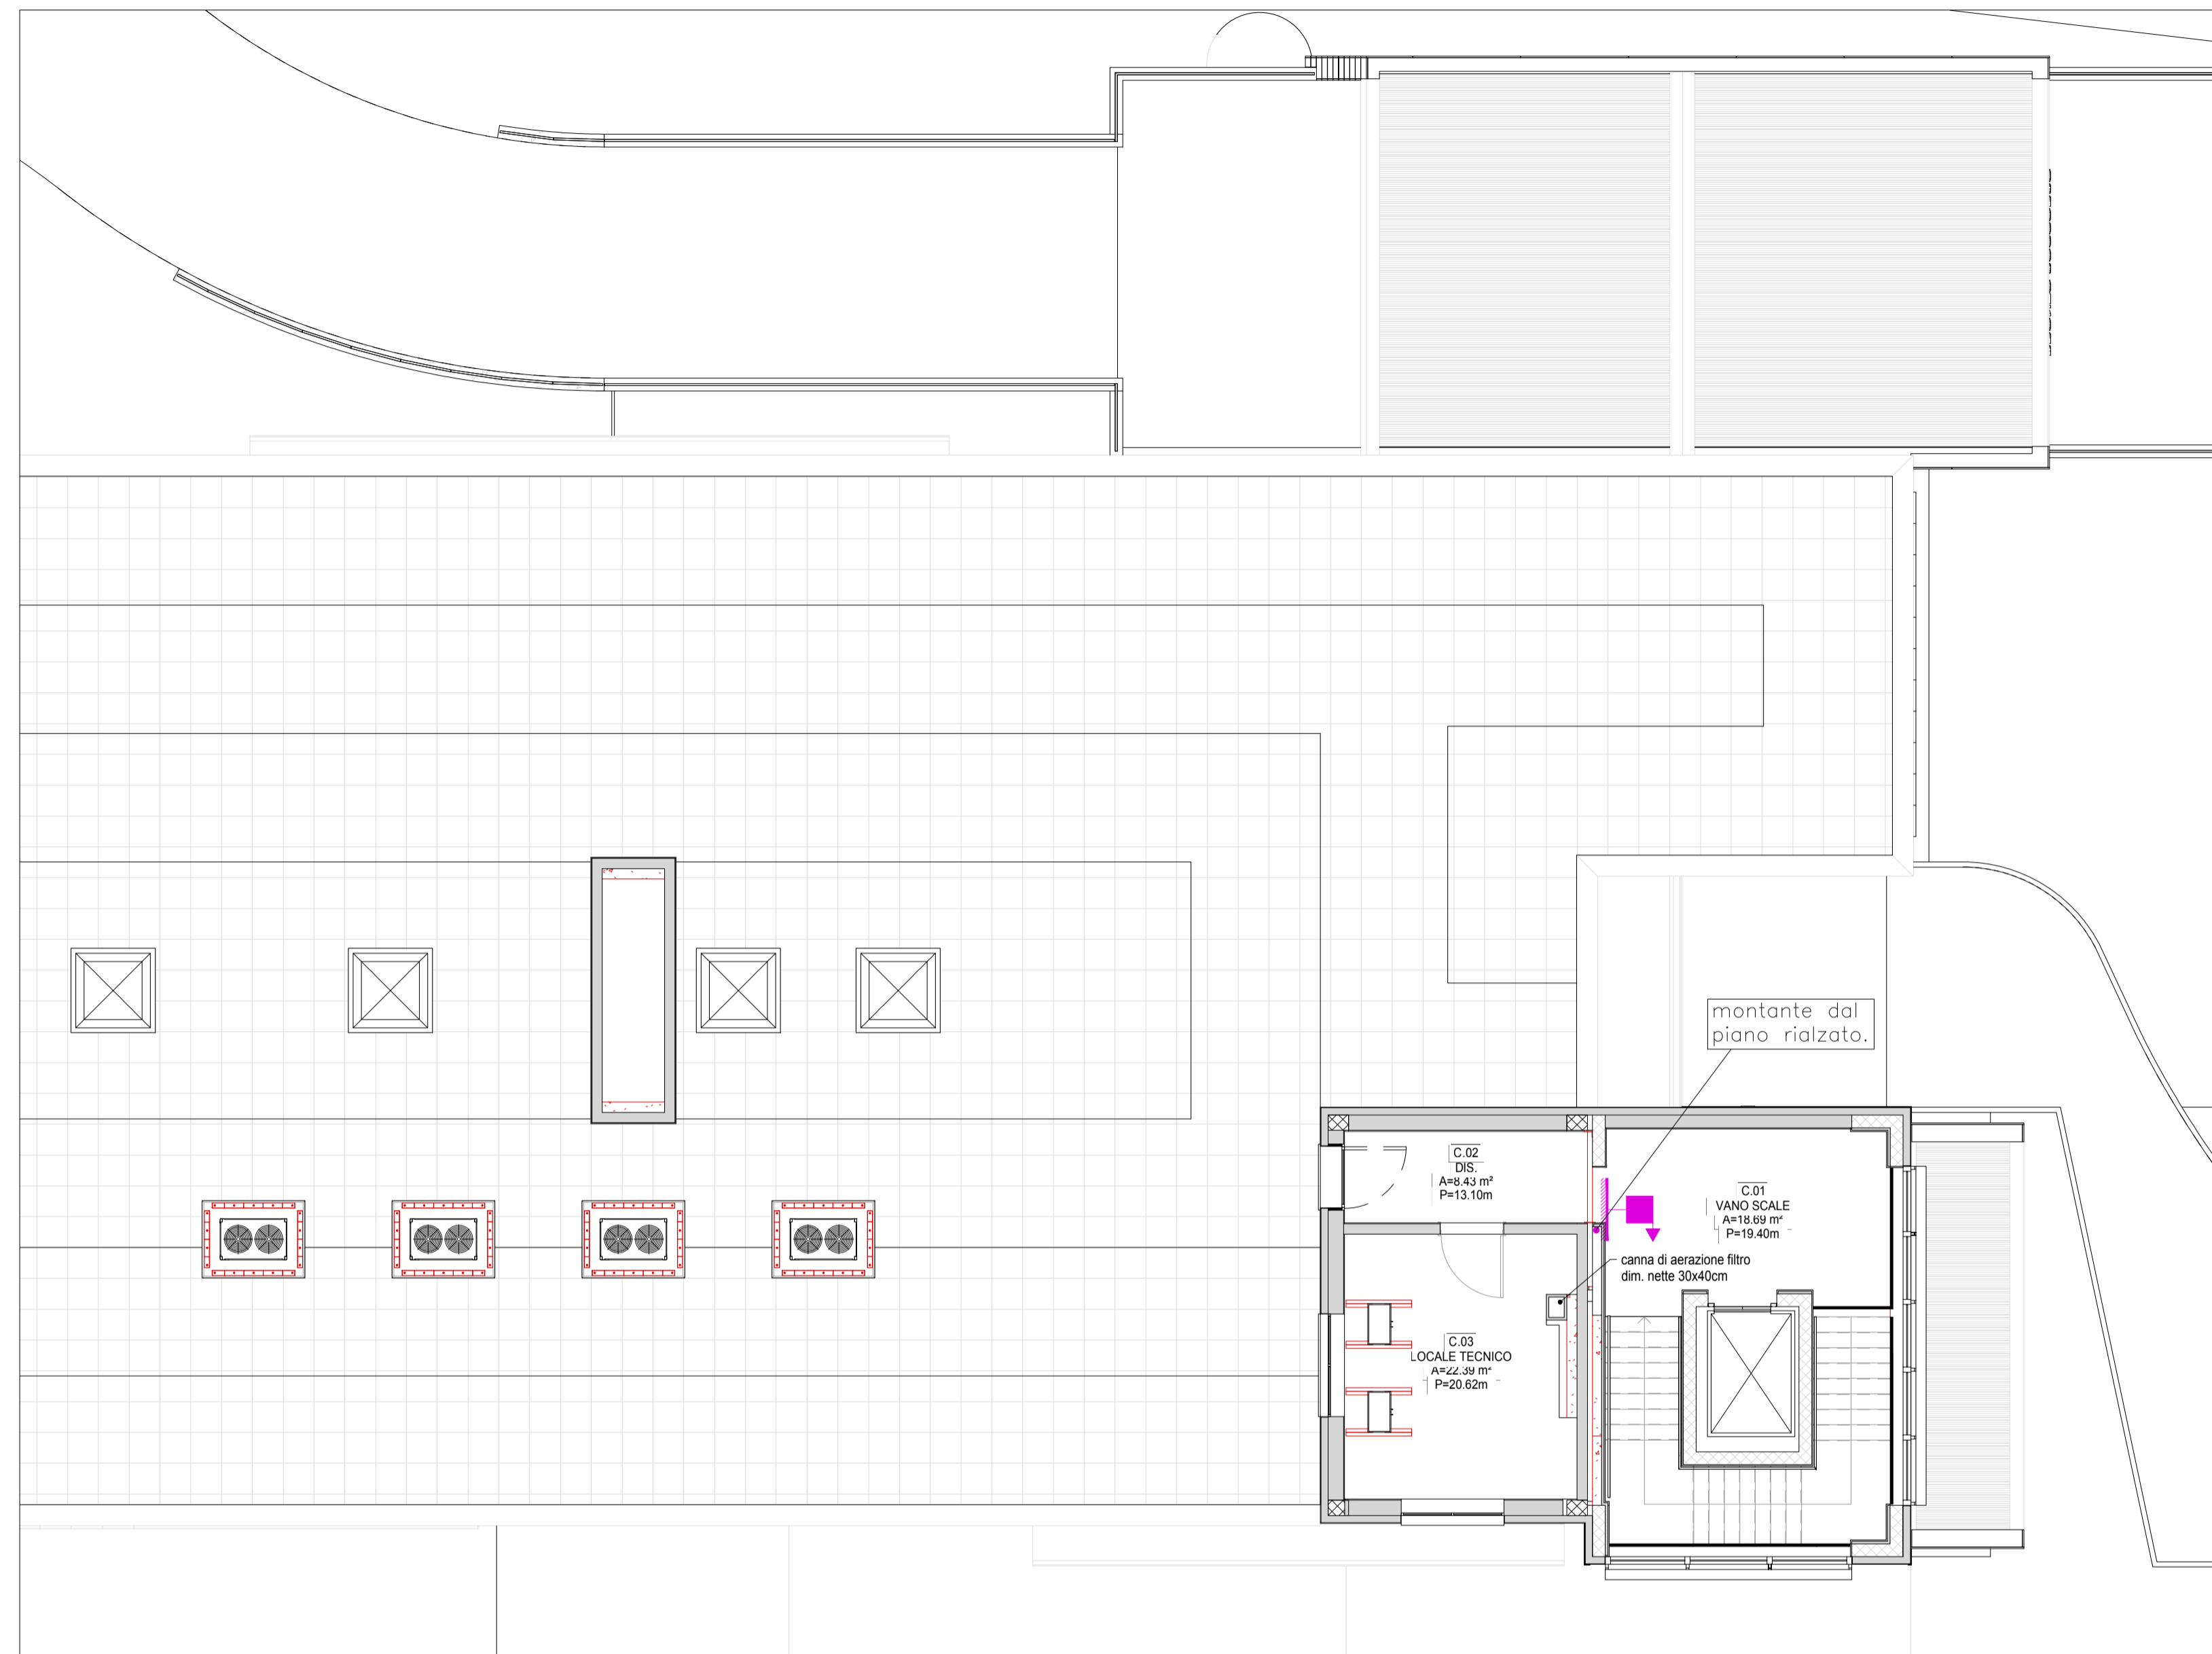 montante dal
piano rialzato.
C.02
DIS.
A=8.43 m²
P=13.10m
C.01
VANO SCALE
A=18.69 m²
P=19.40m
canna di aerazione filtro
dim. nette 30x40cm
C.03
LOCALE TECNICO
A=22.39 m²
P=20.62m